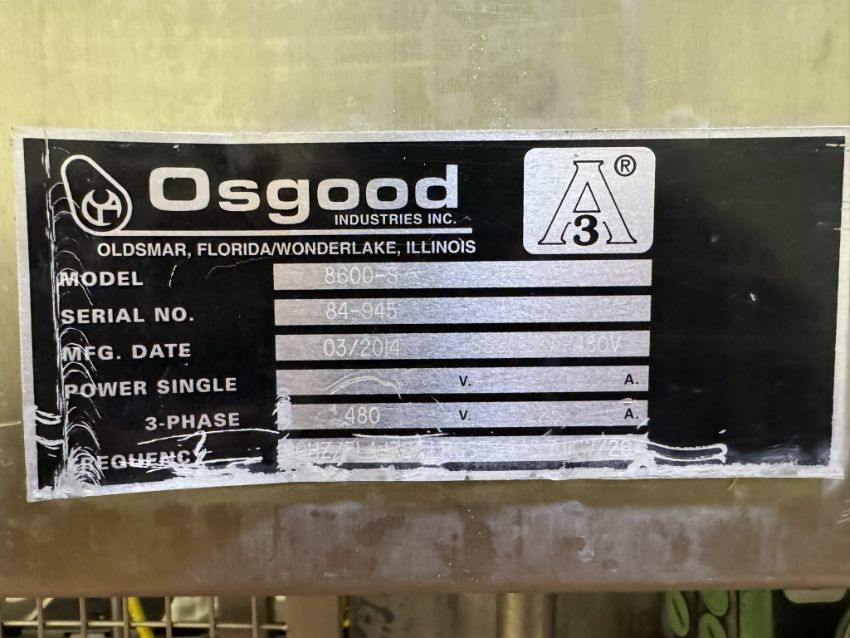 Osgood
INDUSTRIES INC.
OLDSMAR, FLORIDA/WONDERLAKE, ILLINOIS
A ®
3
MODEL 8600-S
SERIAL NO. 84-945
MFG. DATE 03/2014
POWER SINGLE V. A.
3-PHASE 480 V. A.
FREQUENCY